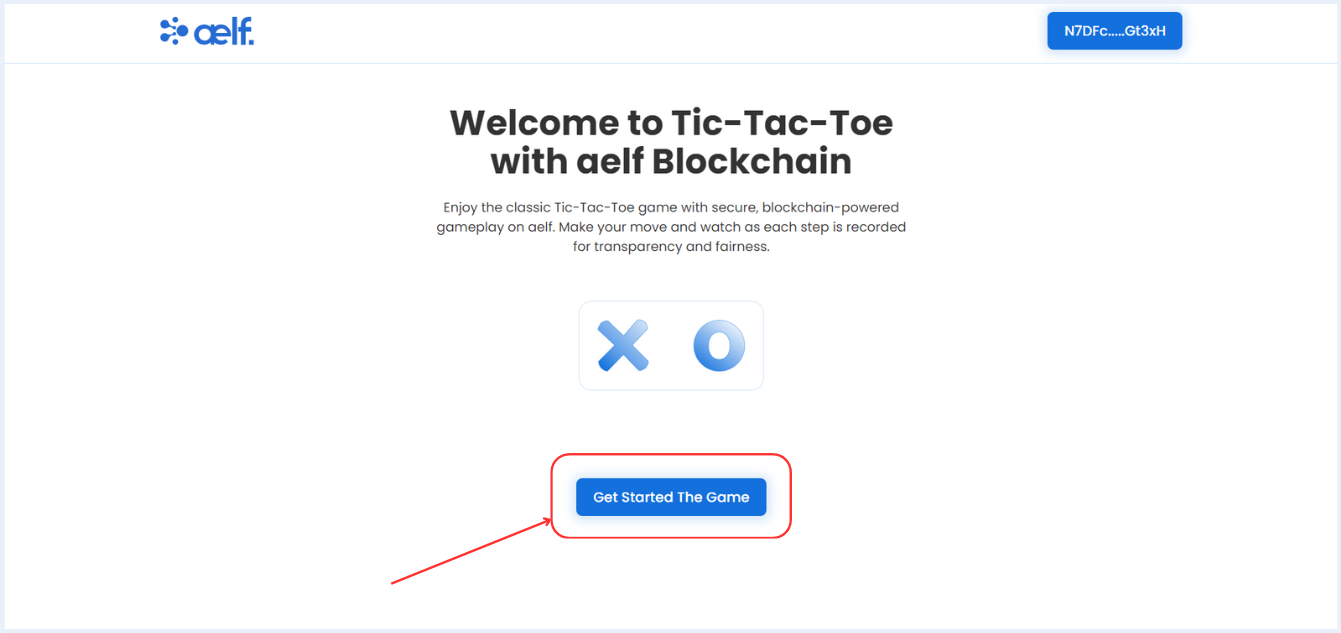 aelf.
N7DFc.....Gt3xH
Welcome to Tic-Tac-Toe
with aelf Blockchain
Enjoy the classic Tic-Tac-Toe game with secure, blockchain-powered
gameplay on aelf. Make your move and watch as each step is recorded
for transparency and fairness.
X O
Get Started The Game